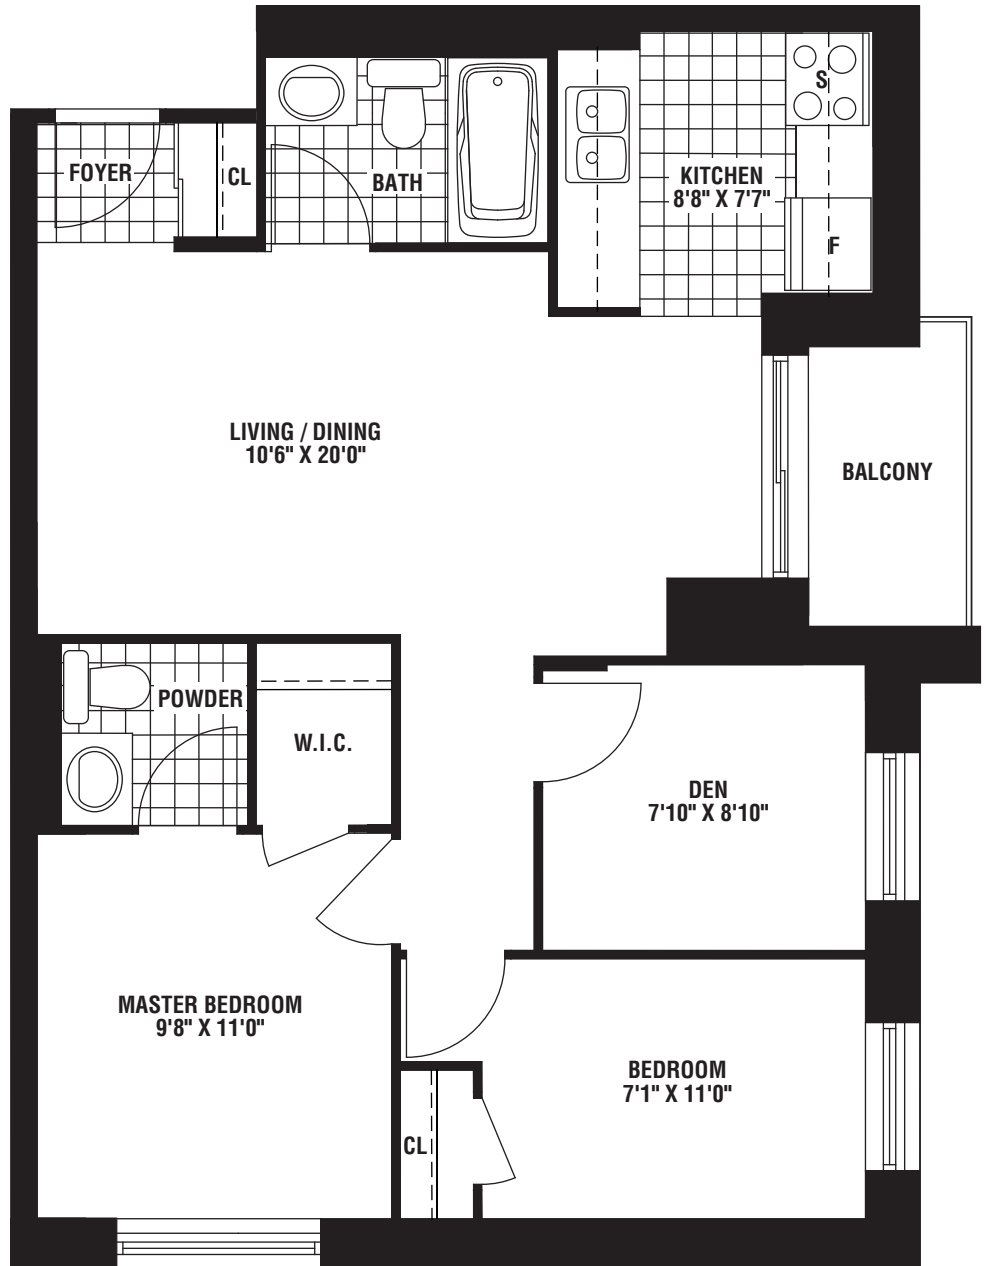 S
FOYER
CL
BATH
KITCHEN
8'8" X 7'7"
F
LIVING / DINING
10'6" X 20'0"
BALCONY
POWDER
W.I.C.
DEN
7'10" X 8'10"
MASTER BEDROOM
9'8" X 11'0"
BEDROOM
7'1" X 11'0"
CL